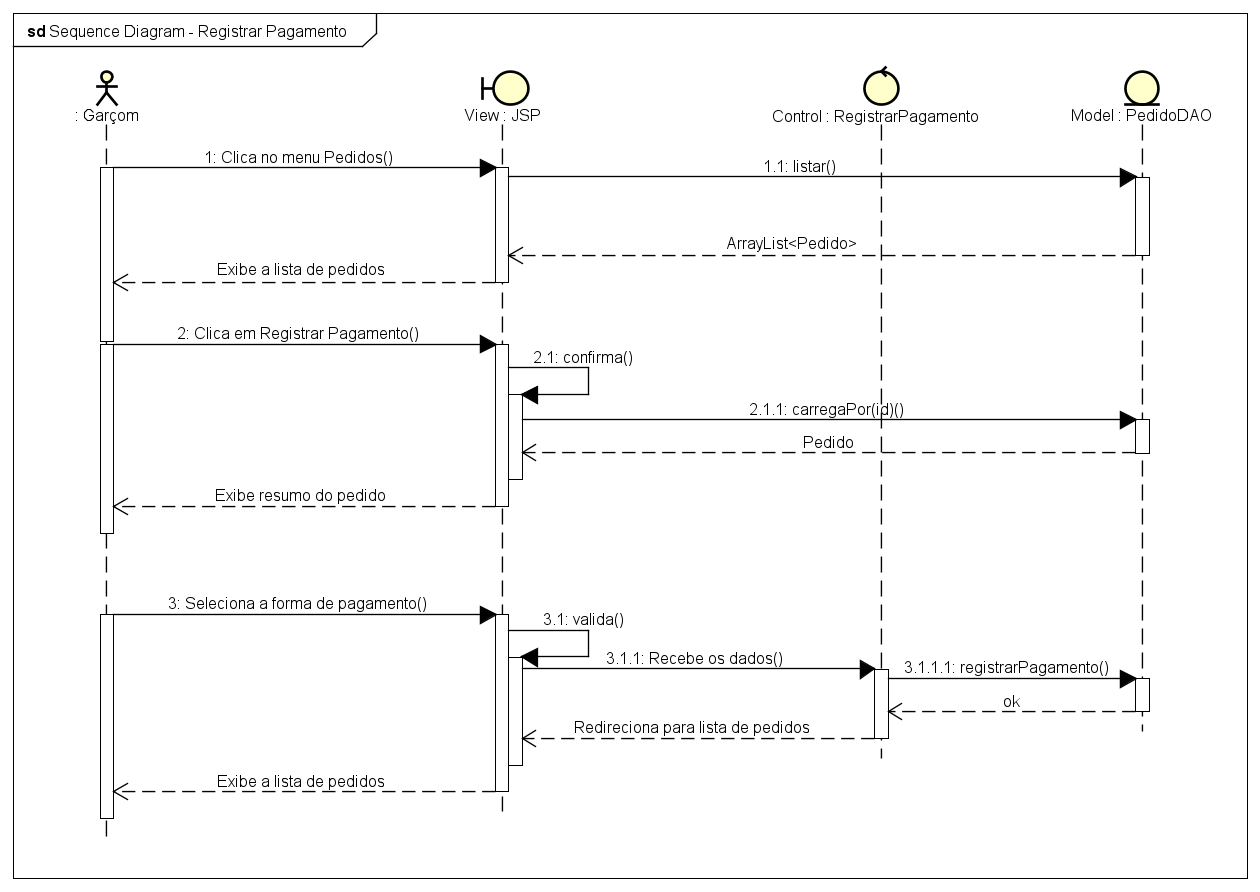 sd Sequence Diagram - Registrar Pagamento
: Garçom
View : JSP
Control : RegistrarPagamento
Model : PedidoDAO
1: Clica no menu Pedidos()
1.1: listar()
ArrayList<Pedido>
Exibe a lista de pedidos
2: Clica em Registrar Pagamento()
2.1: confirma()
2.1.1: carregaPor(id)()
Pedido
Exibe resumo do pedido
3: Seleciona a forma de pagamento()
3.1: valida()
3.1.1: Recebe os dados()
3.1.1.1: registrarPagamento()
ok
Redireciona para lista de pedidos
Exibe a lista de pedidos